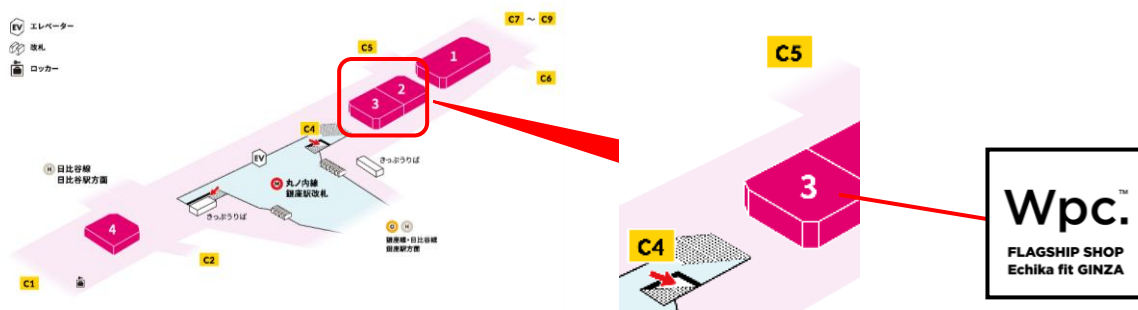 EV エレベーター
改札
ロッカー
C7 ～ C9
C5
1
C6
2
3
C4
EV
きっぷうりば
H 日比谷線
日比谷駅方面
M 丸ノ内線
銀座駅改札
きっぷうりば
4
G H
銀座線・日比谷線
銀座駅方面
C2
C1
C5
3
C4
Wpc.™
FLAGSHIP SHOP
Echika fit GINZA